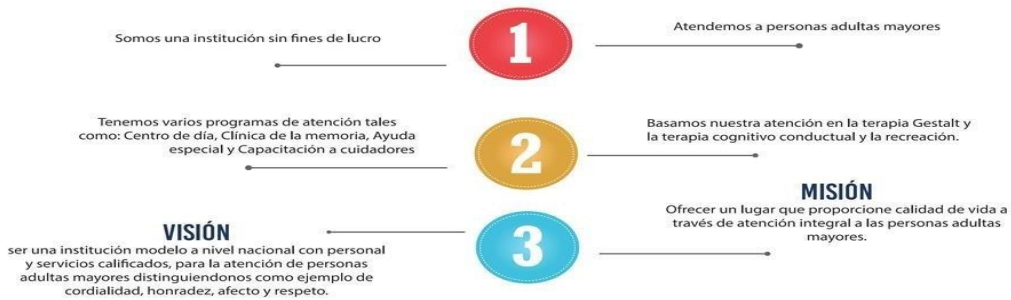 Somos una institución sin fines de lucro
1
Atendemos a personas adultas mayores
Tenemos varios programas de atención tales
como: Centro de día, Clínica de la memoria, Ayuda
especial y Capacitación a cuidadores
2
Basamos nuestra atención en la terapia Gestalt y
la terapia cognitivo conductual y la recreación.
VISIÓN
ser una institución modelo a nivel nacional con personal
y servicios calificados, para la atención de personas
adultas mayores distinguiendonos como ejemplo de
cordialidad, honradez, afecto y respeto.
3
MISIÓN
Ofrecer un lugar que proporcione calidad de vida a
través de atención integral a las personas adultas
mayores.